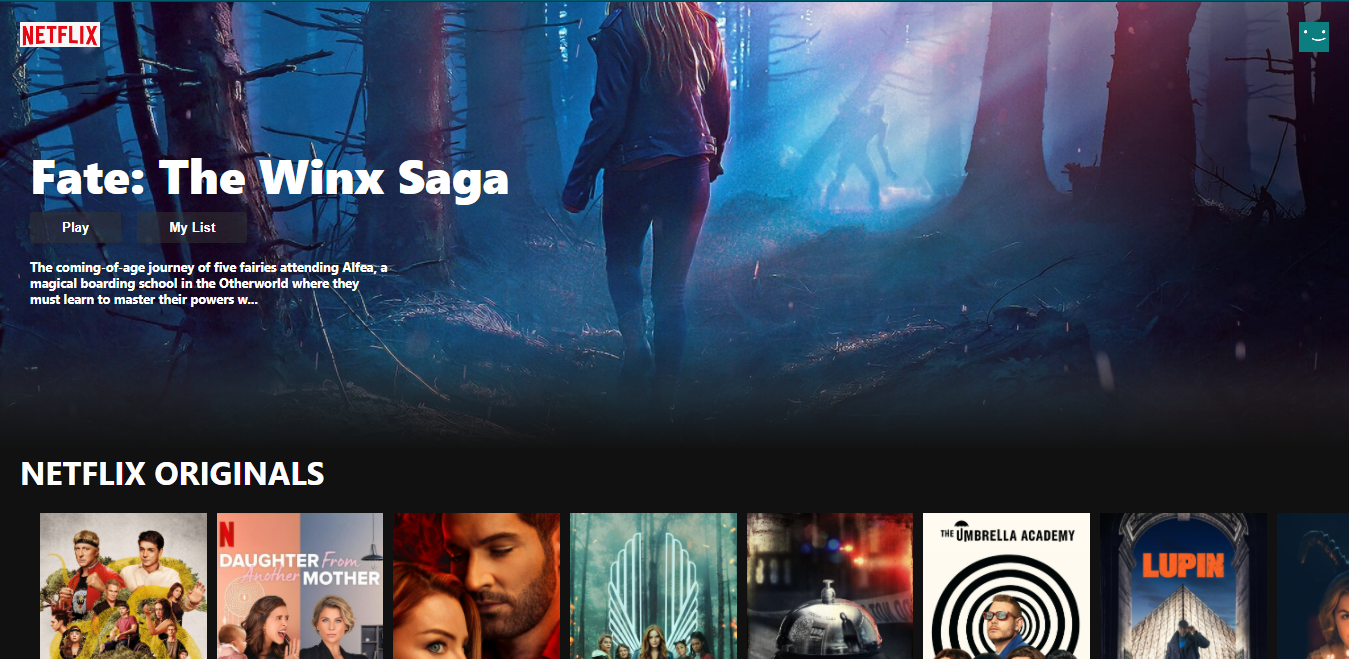 NETFLIX
Fate: The Winx Saga
Play
My List
The coming-of-age journey of five fairies attending Alfea, a
magical boarding school in the Otherworld where they
must learn to master their powers w...
NETFLIX ORIGINALS
N
DAUGHTER From
Another MOTHER
THE UMBRELLA ACADEMY
LUPIN